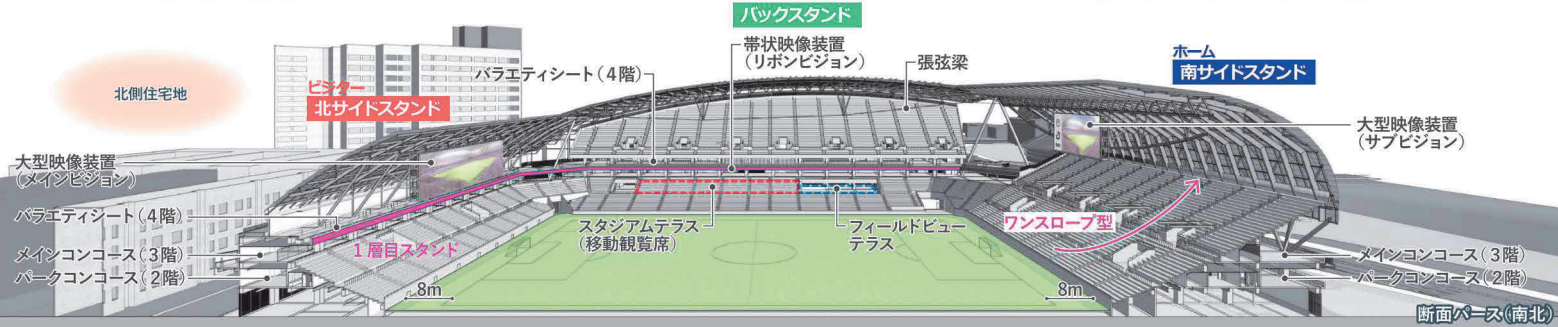 バックスタンド
帯状映像装置
(リボンビジョン)
バラエティシート(4階)
張弦梁
ホーム
南サイドスタンド
北側住宅地
ビジター
北サイドスタンド
大型映像装置
(メインビジョン)
大型映像装置
(サブビジョン)
バラエティシート(4階)
メインコンコース(3階)
パークコンコース(2階)
1層目スタンド
スタジアムテラス
(移動観覧席)
フィールドビュー
テラス
ワンスロープ型
メインコンコース(3階)
パークコンコース(2階)
8m
8m
断面パース(南北)